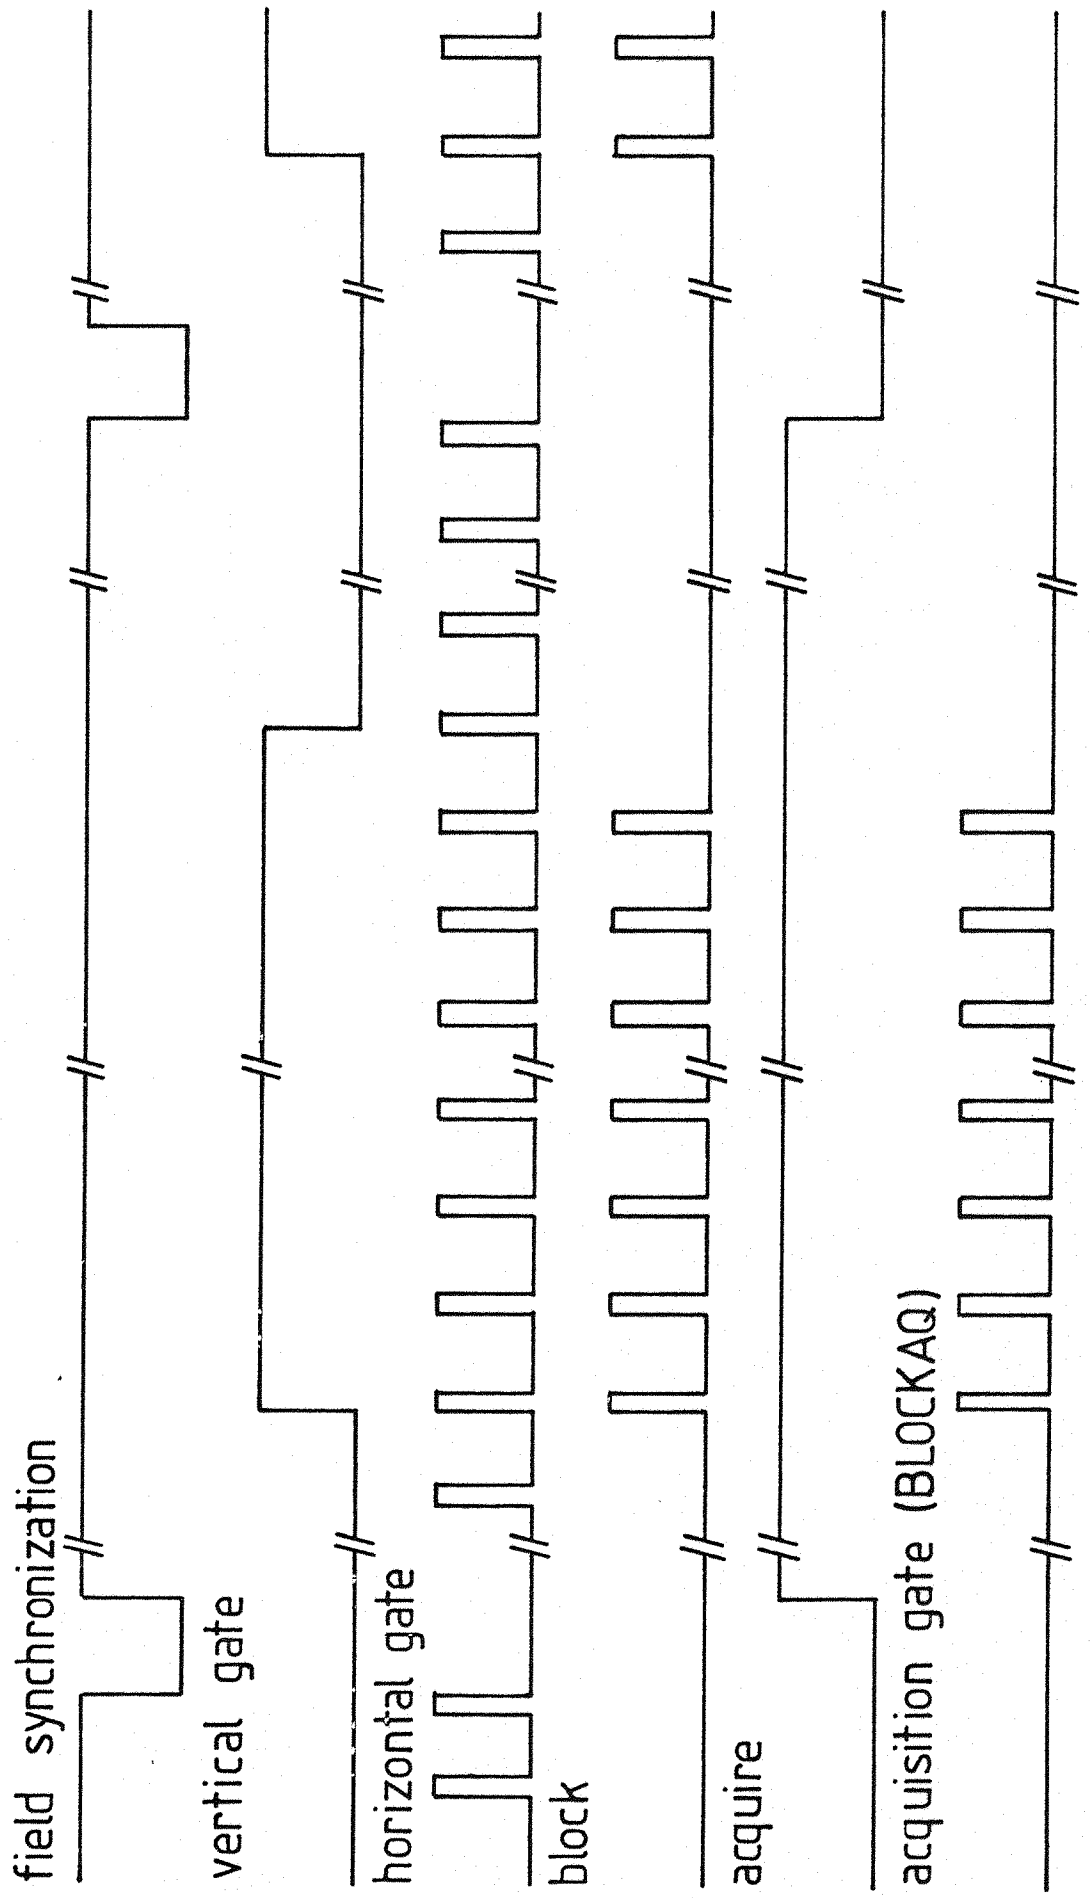 field synchronization
vertical gate
horizontal gate
block
acquire
acquisition gate (BLOCKAQ)